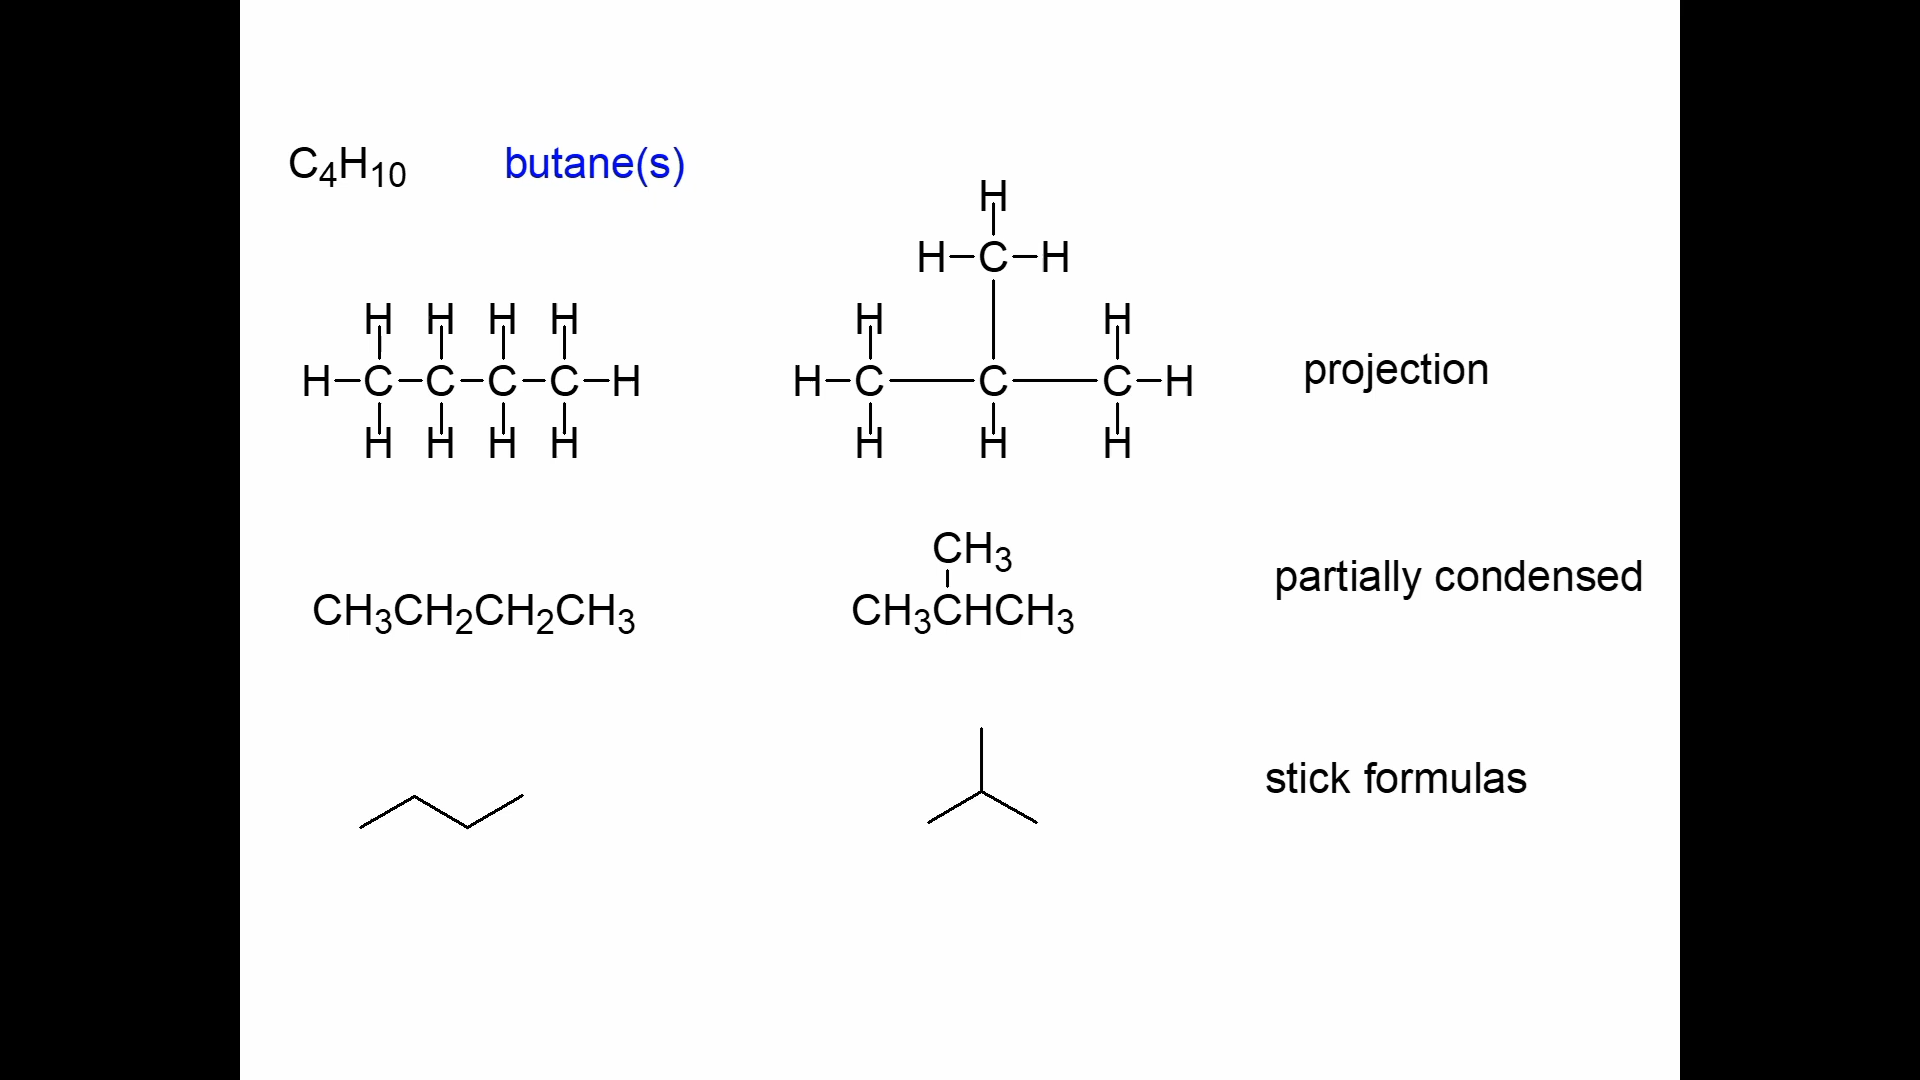 C4H10 butane(s)
H
H–C–H
H H H H H H
H–C–C–C–C–H H–C–C–C–H projection
H H H H H H H
CH3
CH3CH2CH2CH3 CH3CHCH3 partially condensed
stick formulas